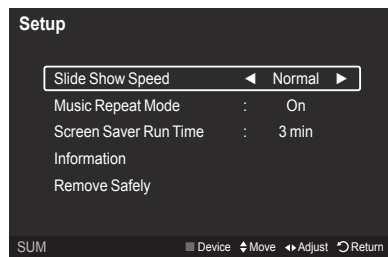 Setup
Slide Show Speed ◀ Normal ▶
Music Repeat Mode : On
Screen Saver Run Time : 3 min
Information
Remove Safely
SUM Device Move Adjust Return